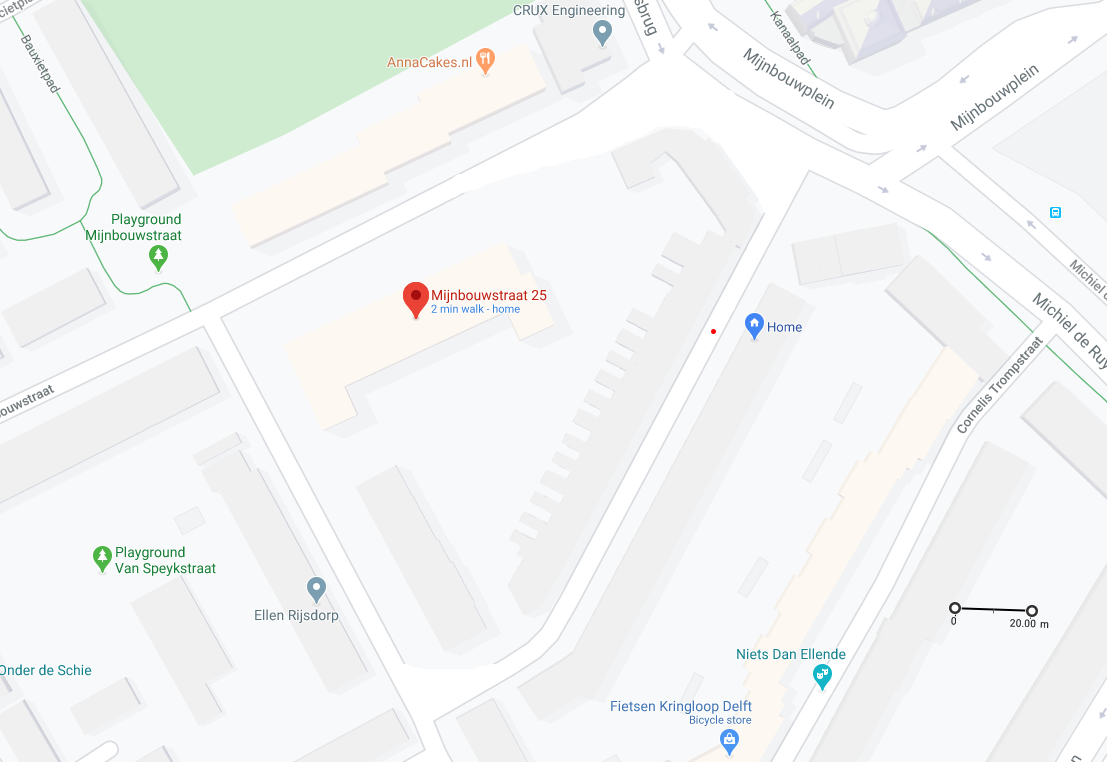 CRUX Engineering
AnnaCakes.nl
Bauxietpad
Kanaalpad
Mijnbouwplein
Mijnbouwplein
Playground
Mijnbouwstraat
Mijnbouwstraat 25
2 min walk - home
Home
Michiel de Ruy
Michiel d
Cornelis Trompstraat
ouwstraat
Playground
Van Speykstraat
Ellen Rijsdorp
0
20.00 m
Onder de Schie
Niets Dan Ellende
Fietsen Kringloop Delft
Bicycle store